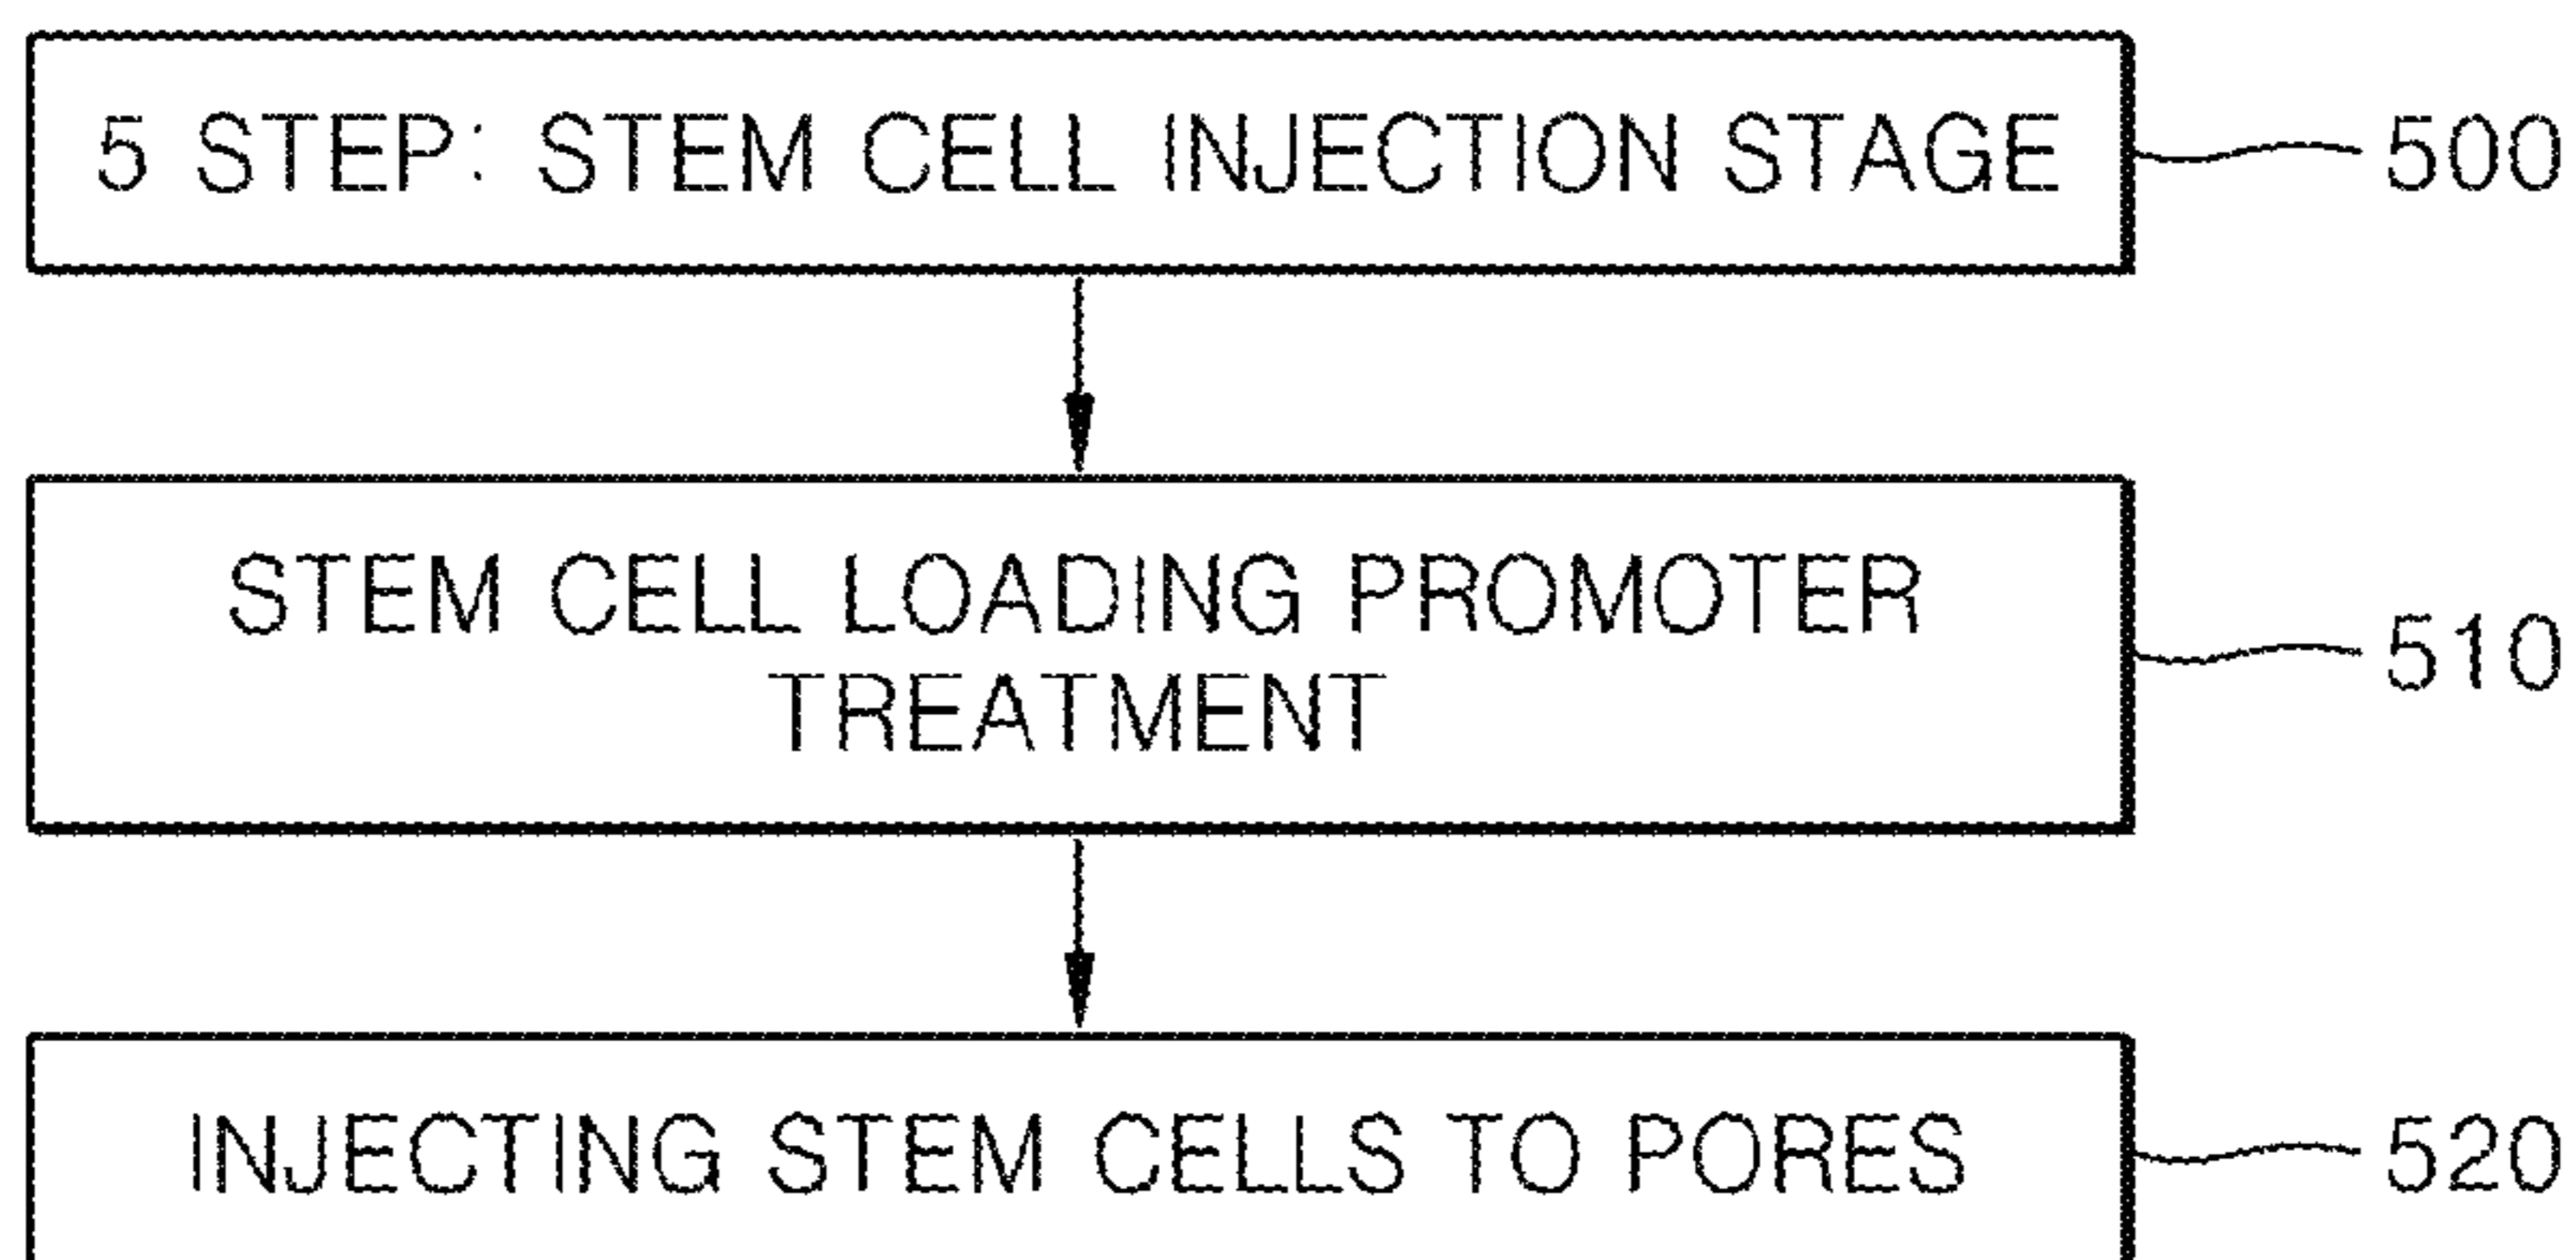 5 STEP: STEM CELL INJECTION STAGE
500
STEM CELL LOADING PROMOTER
TREATMENT
510
INJECTING STEM CELLS TO PORES
520